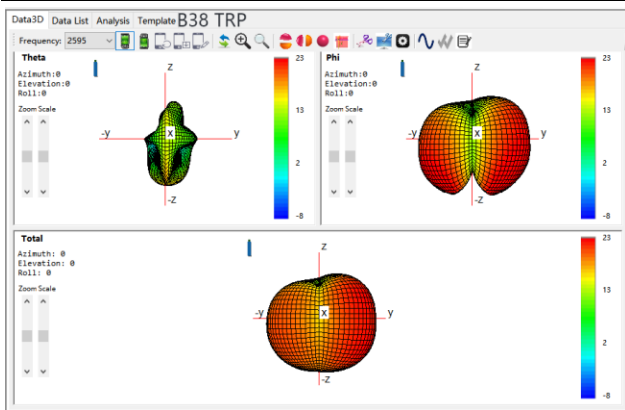 Data3D Data List Analysis Template B38 TRP
Frequency: 2595
Theta
Azimuth:0
Elevation:0
Roll:0
Zoom Scale
z
-y
x
y
-z
23
13
2
-8
Phi
Azimuth:0
Elevation:0
Roll:0
Zoom Scale
z
-y
x
y
-z
23
13
2
-8
Total
Azimuth: 0
Elevation: 0
Roll: 0
Zoom Scale
z
-y
x
y
-z
23
13
2
-8